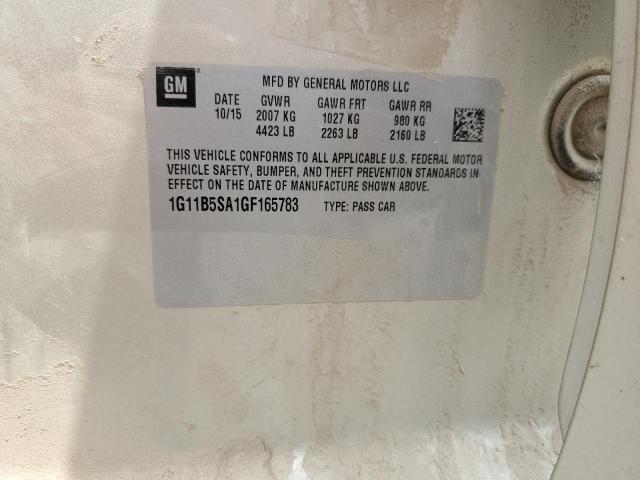 GM
MFD BY GENERAL MOTORS LLC
DATE GVWR GAWR FRT GAWR RR
10/15 2007 KG 1027 KG 980 KG
4423 LB 2263 LB 2160 LB
THIS VEHICLE CONFORMS TO ALL APPLICABLE U.S. FEDERAL MOTOR
VEHICLE SAFETY, BUMPER, AND THEFT PREVENTION STANDARDS IN
EFFECT ON THE DATE OF MANUFACTURE SHOWN ABOVE.
1G11B5SA1GF165783 TYPE: PASS CAR